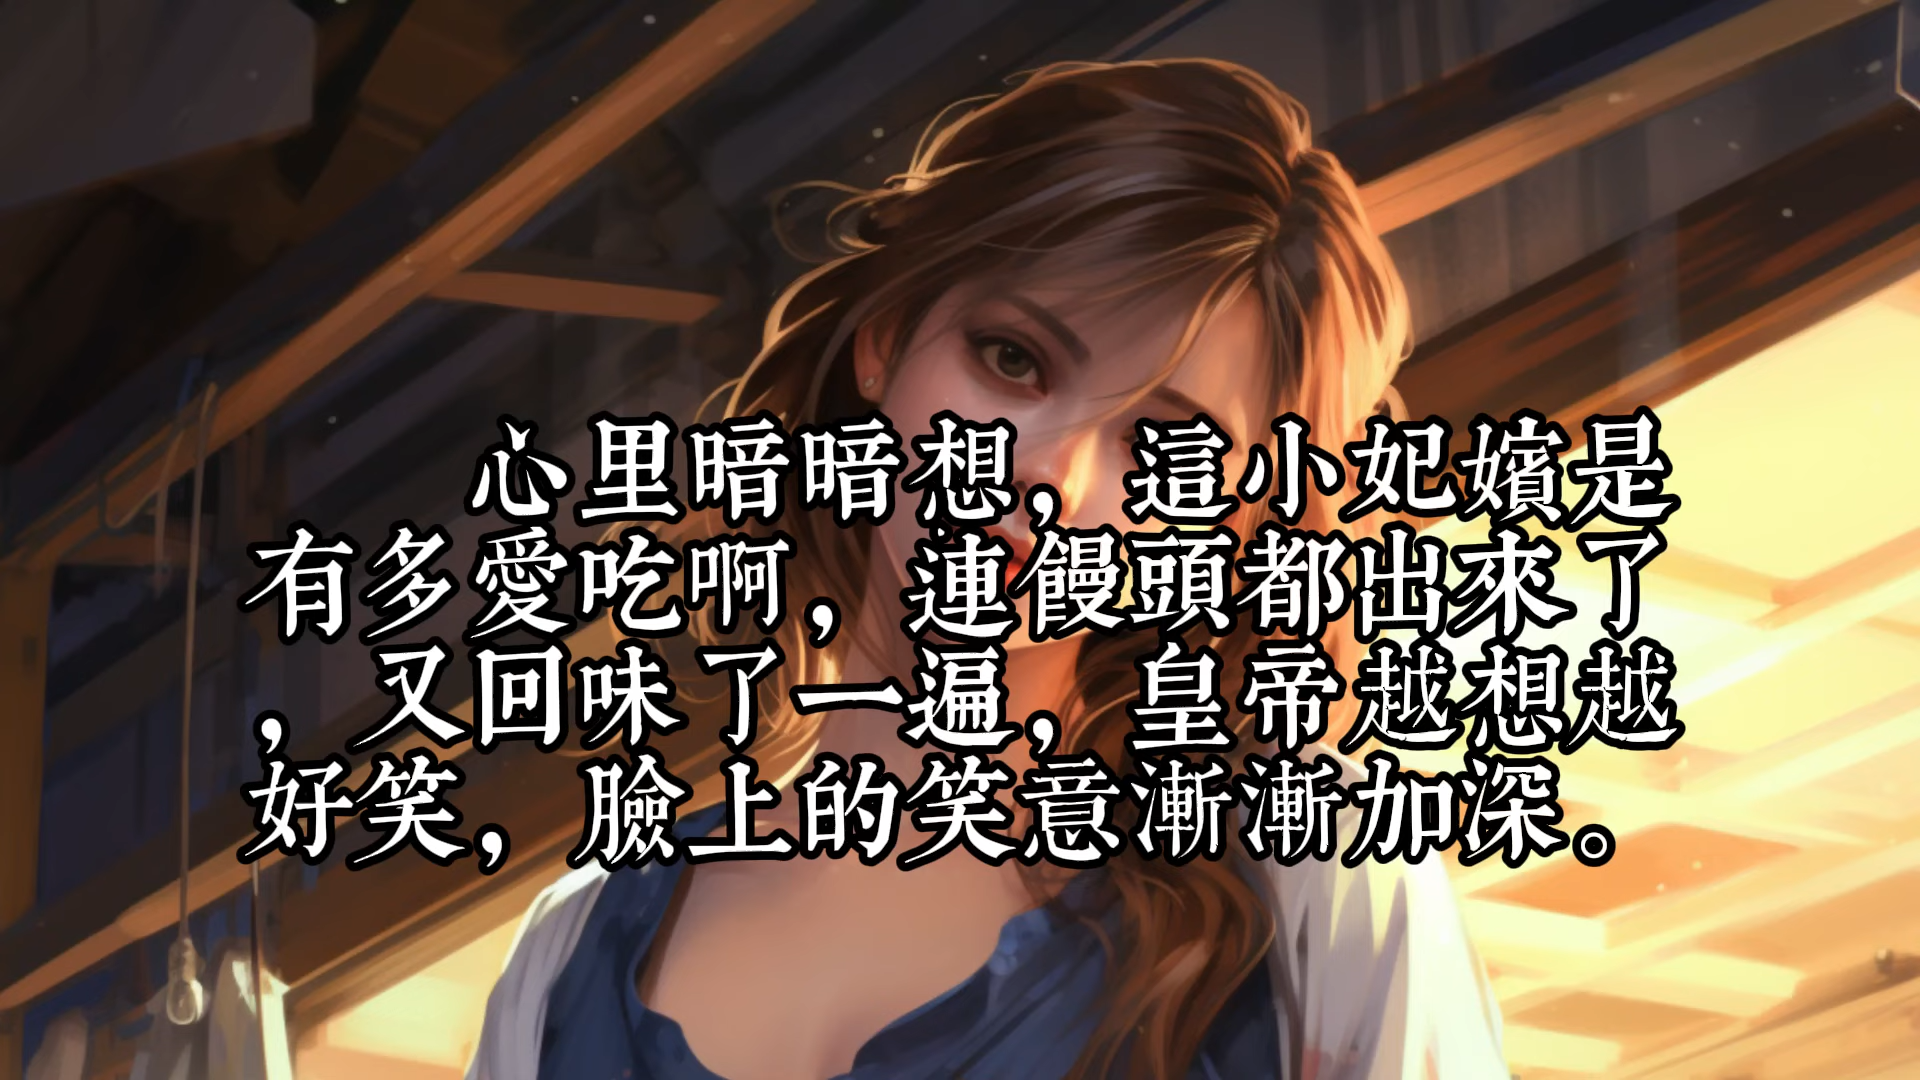 心里暗暗想，這小妃嬪是
有多愛吃啊，連饅頭都出來了
，又回味了一遍，皇帝越想越
好笑，臉上的笑意漸漸加深。